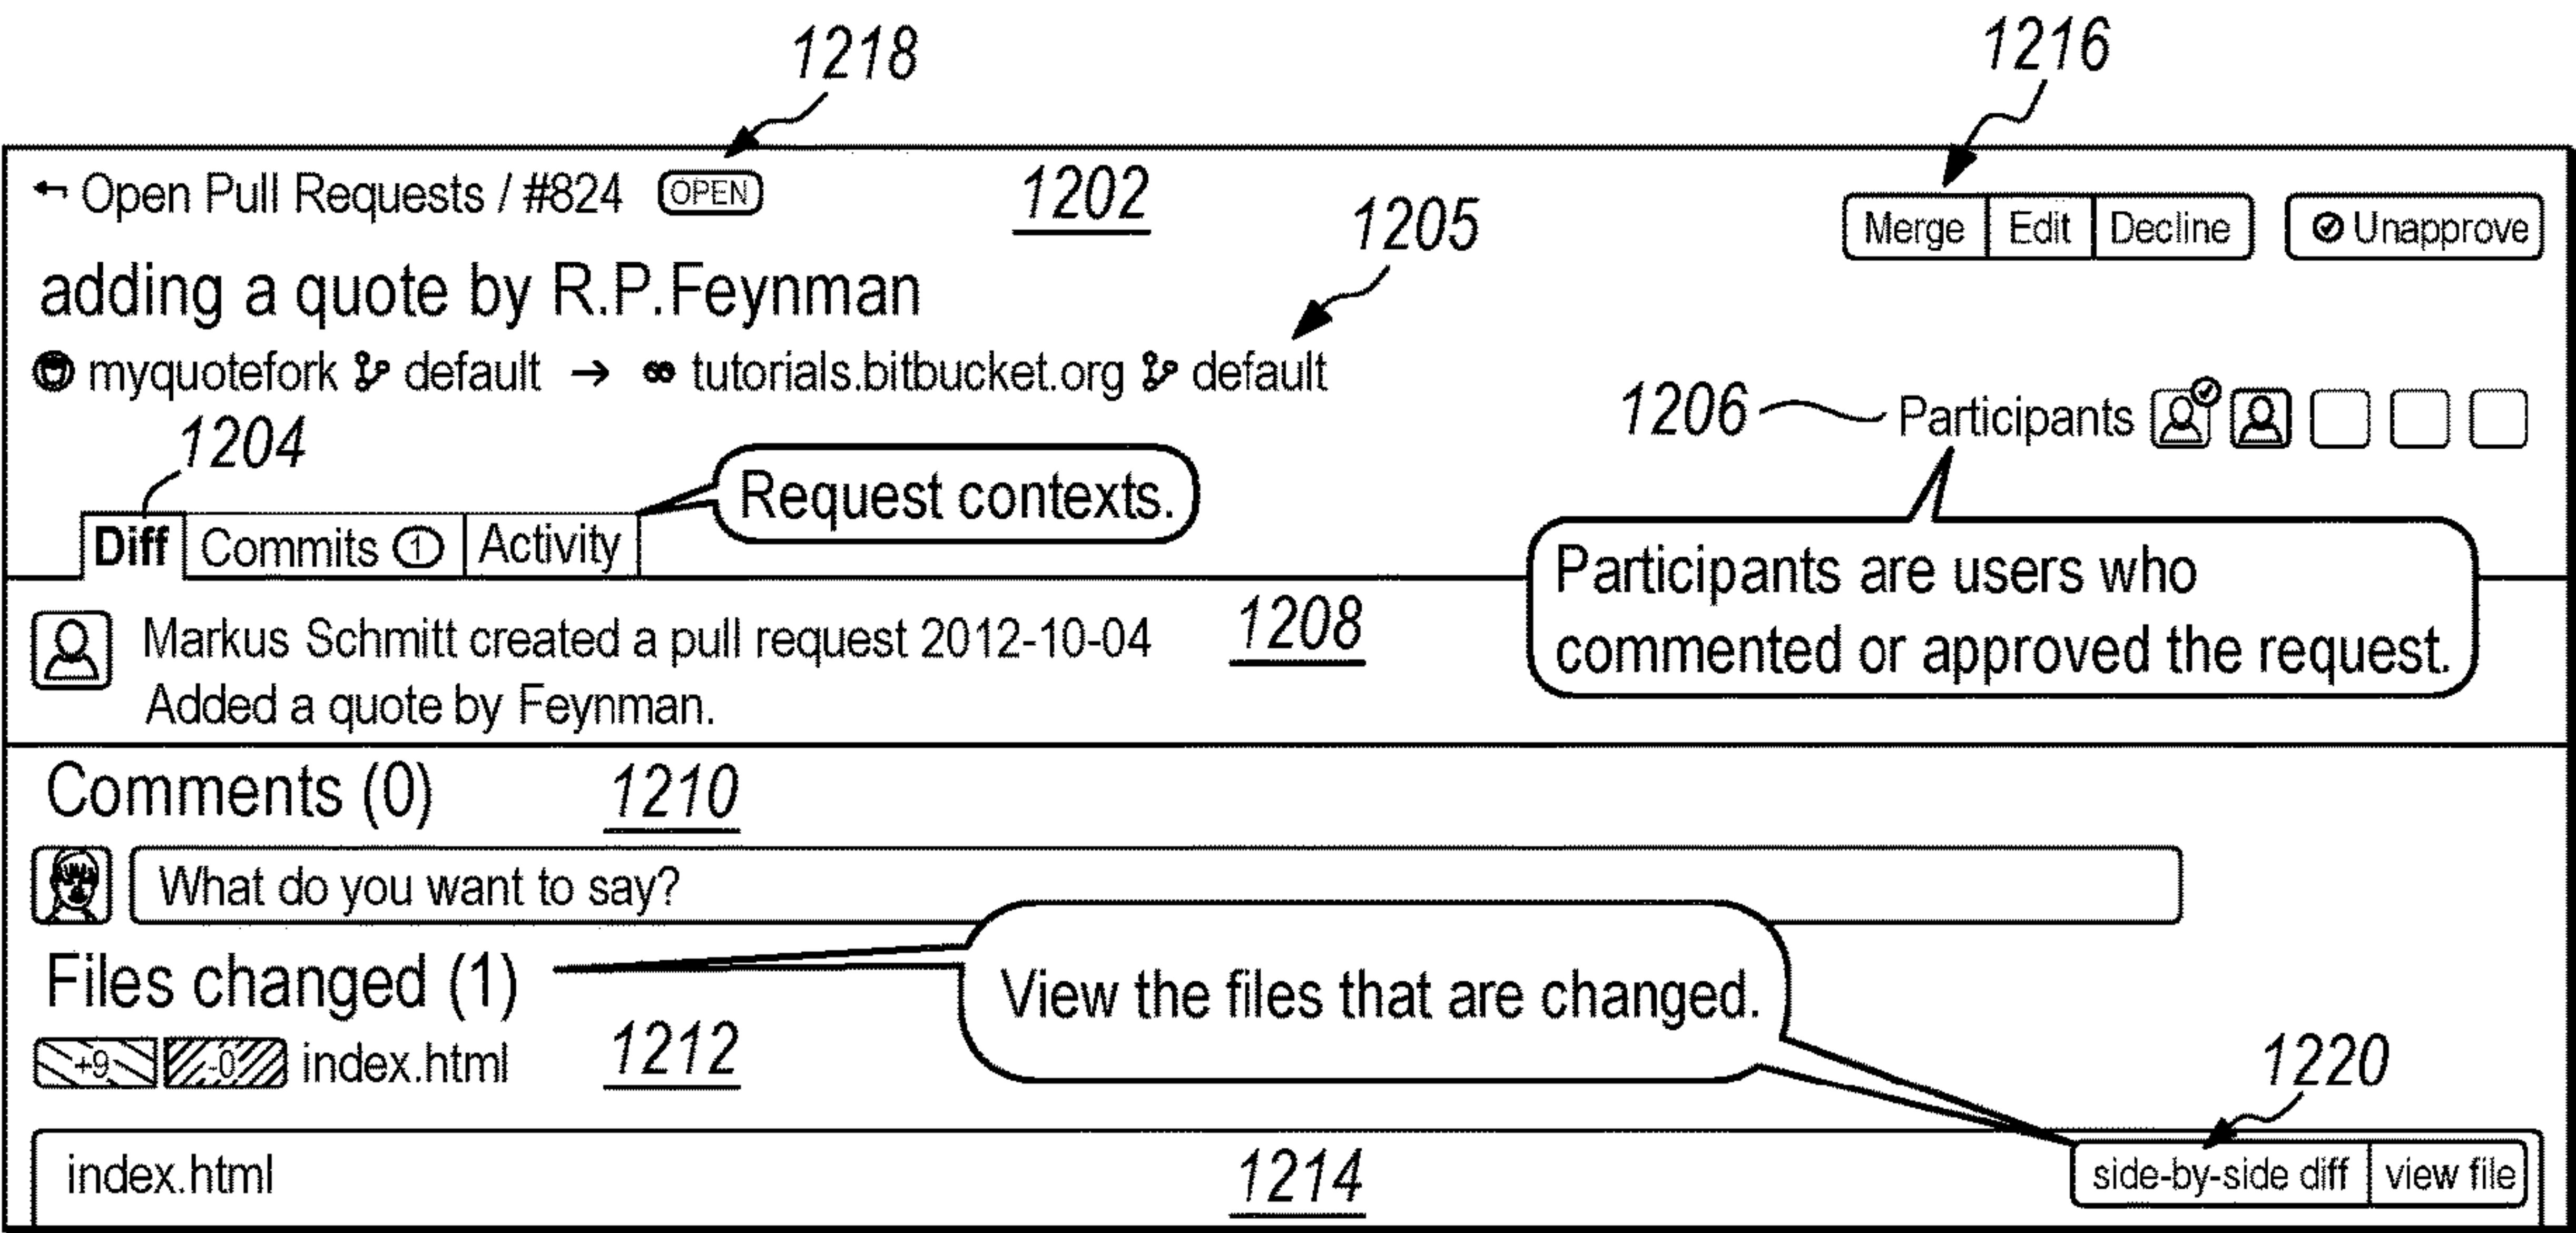 1218
1216
Open Pull Requests / #824 OPEN
1202
1205
Merge Edit Decline Unapprove
adding a quote by R.P.Feynman
myquotefork default → tutorials.bitbucket.org default
1206 Participants
1204
Request contexts.
Diff Commits 1 Activity
Participants are users who
commented or approved the request.
Markus Schmitt created a pull request 2012-10-04
1208
Added a quote by Feynman.
Comments (0)
1210
What do you want to say?
Files changed (1)
View the files that are changed.
+9 -0 index.html
1212
1220
index.html
1214
side-by-side diff view file